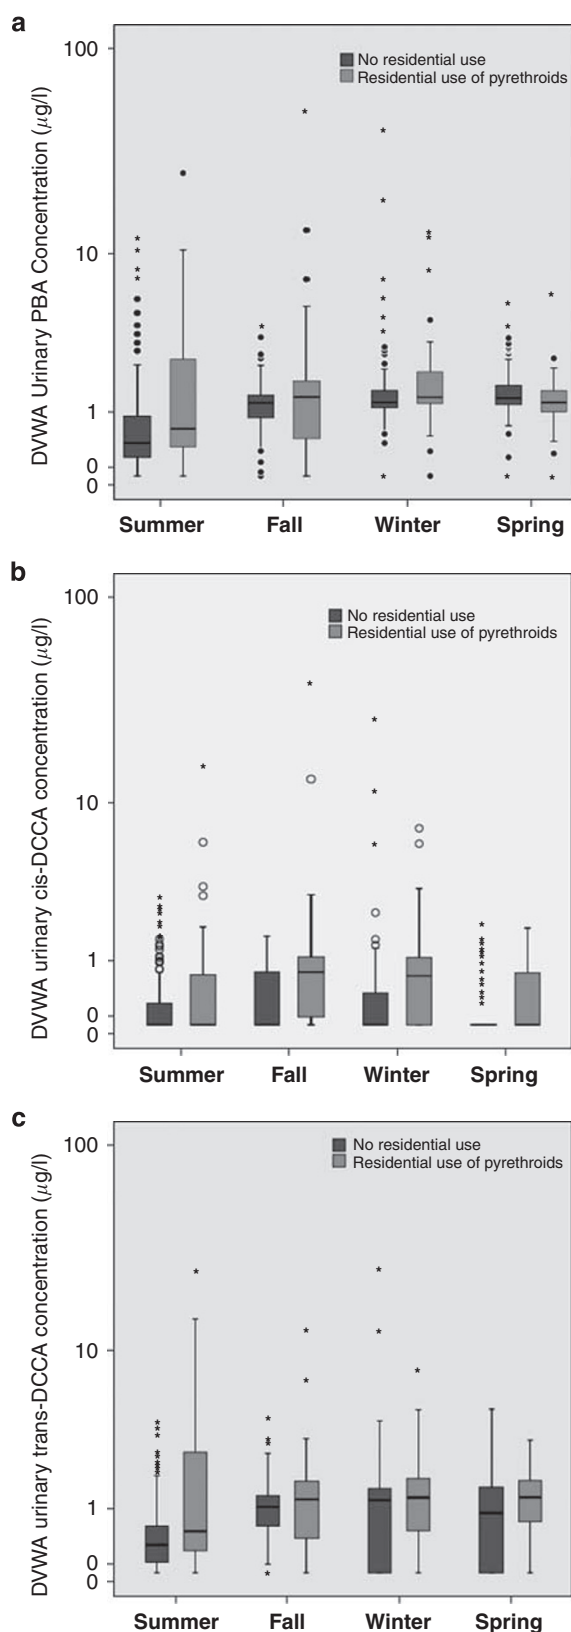 a
DVWA Urinary PBA Concentration (µg/l)
100
10
1
0
0
No residential use
Residential use of pyrethroids
Summer Fall Winter Spring
b
DVWA urinary cis-DCCA concentration (µg/l)
100
10
1
0
0
No residential use
Residential use of pyrethroids
Summer Fall Winter Spring
c
DVWA urinary trans-DCCA concentration (µg/l)
100
10
1
0
0
No residential use
Residential use of pyrethroids
Summer Fall Winter Spring